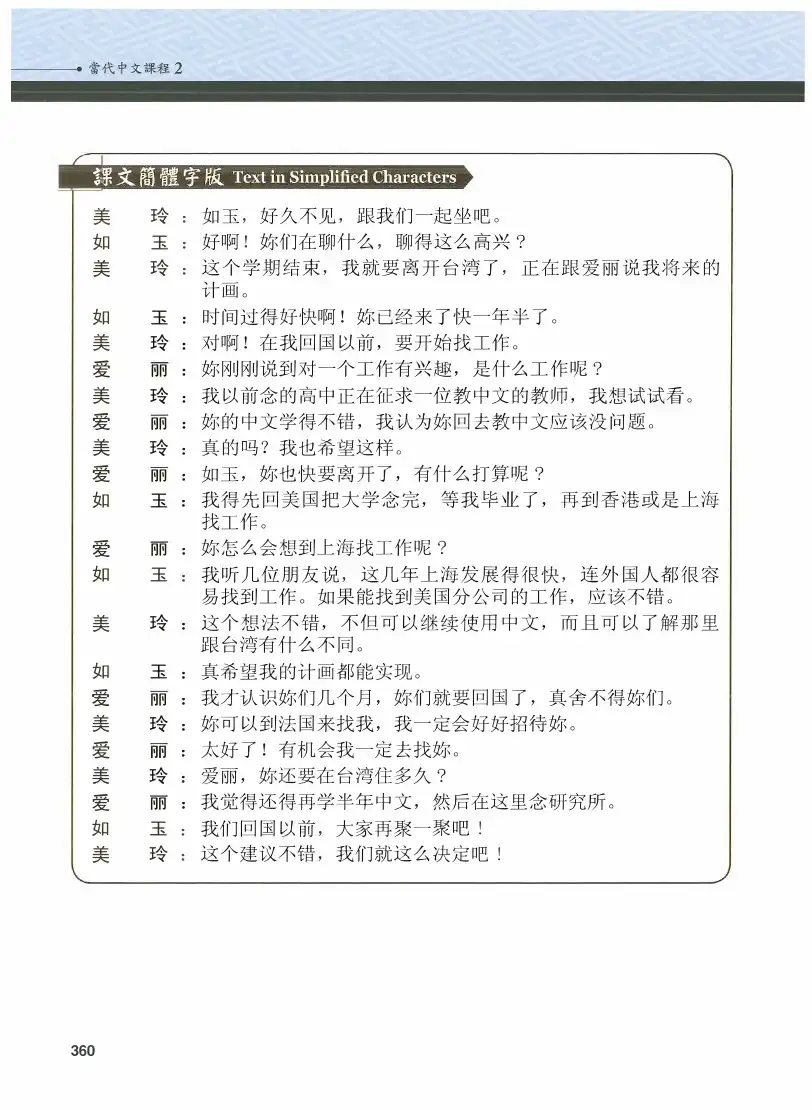 當代中文課程 2
課文簡體字版 Text in Simplified Characters
美 玲：如玉，好久不见，跟我们一起坐吧。
如 玉：好啊！妳们在聊什么，聊得这么高兴？
美 玲：这个学期结束，我就要离开台湾了，正在跟爱丽说我将来的
计画。
如 玉：时间过得好快啊！妳已经来了快一年半了。
美 玲：对啊！在我回国以前，要开始找工作。
爱 丽：妳刚刚说到对一个工作有兴趣，是什么工作呢？
美 玲：我以前念的高中正在征求一位教中文的教师，我想试试看。
爱 丽：妳的中文学得不错，我认为妳回去教中文应该没问题。
美 玲：真的吗？我也希望这样。
爱 丽：如玉，妳也快要离开了，有什么打算呢？
如 玉：我得先回美国把大学念完，等我毕业了，再到香港或是上海
找工作。
爱 丽：妳怎么会想到上海找工作呢？
如 玉：我听几位朋友说，这几年上海发展得很快，连外国人都很容
易找到工作。如果能找到美国分公司的工作，应该不错。
美 玲：这个想法不错，不但可以继续使用中文，而且可以了解那里
跟台湾有什么不同。
如 玉：真希望我的计画都能实现。
爱 丽：我才认识妳们几个月，妳们就要回国了，真舍不得妳们。
美 玲：妳可以到法国来找我，我一定会好好招待妳。
爱 丽：太好了！有机会我一定去找妳。
美 玲：爱丽，妳还要在台湾住多久？
爱 丽：我觉得还得再学半年中文，然后在这里念研究所。
如 玉：我们回国以前，大家再聚一聚吧！
美 玲：这个建议不错，我们就这么决定吧！
360